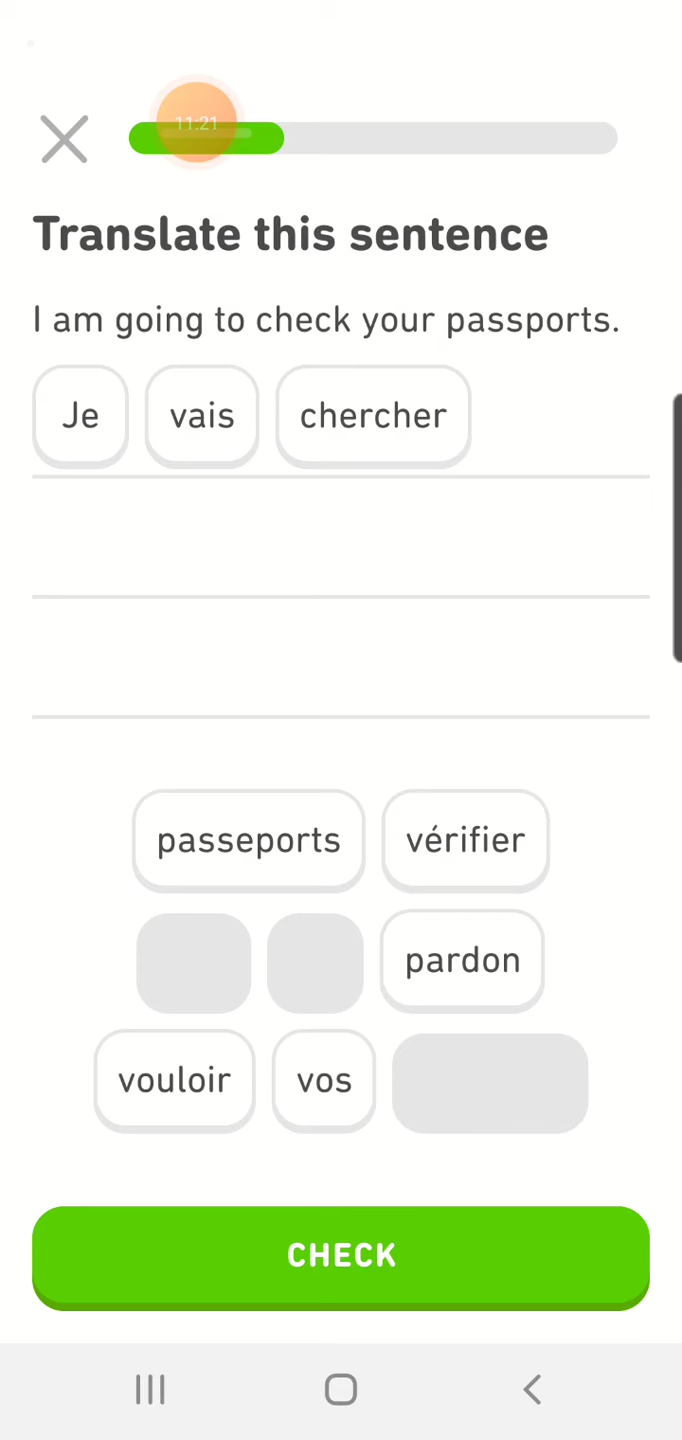 11:21
Translate this sentence
I am going to check your passports.
Je vais chercher
passeports vérifier
pardon
vouloir vos
CHECK